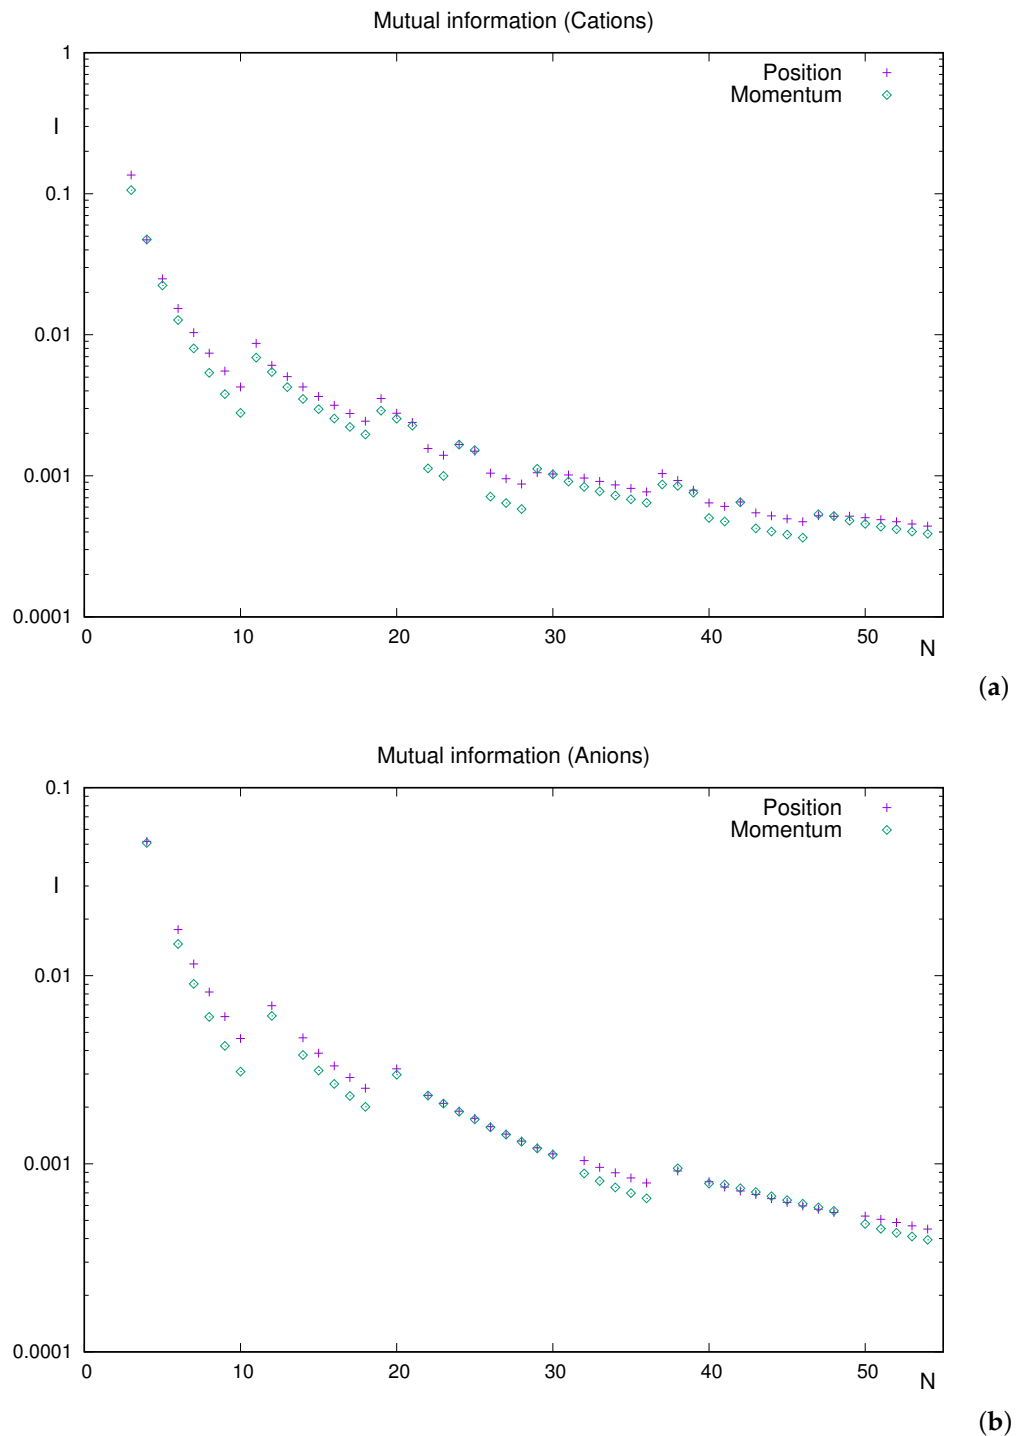 Mutual information (Cations)
1
Position
Momentum
I
0.1
0.01
0.001
0.0001
0 10 20 30 40 50
N
(a)
Mutual information (Anions)
0.1
Position
Momentum
I
0.01
0.001
0.0001
0 10 20 30 40 50
N
(b)